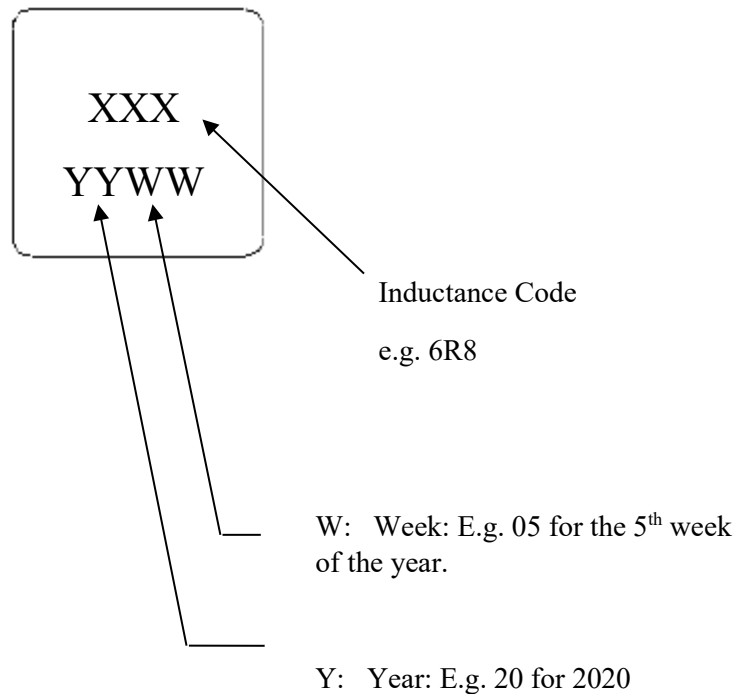 XXX
YYWW
Inductance Code
e.g. 6R8
W: Week: E.g. 05 for the 5th week
of the year.
Y: Year: E.g. 20 for 2020